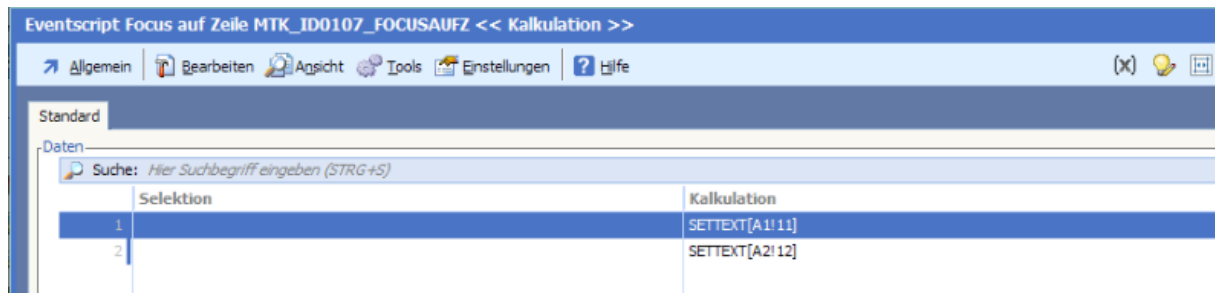 Eventscript Focus auf Zeile MTK_ID0107_FOCUSAUFZ << Kalkulation >>
Allgemein Bearbeiten Ansicht Tools Einstellungen ? Hilfe (x)
Standard
Daten
Suche: Hier Suchbegriff eingeben (STRG+S)
Selektion Kalkulation
1 SETTEXT[A1!11]
2 SETTEXT[A2!12]